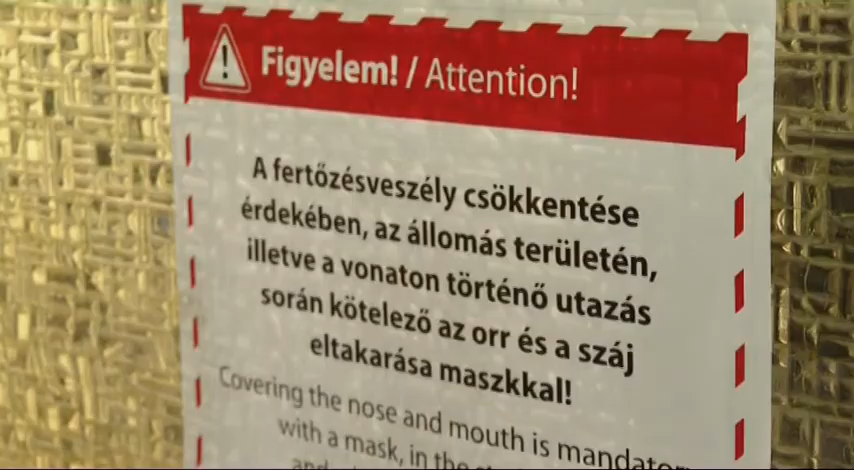 Figyelem! / Attention!
A fertőzésveszély csökkentése
érdekében, az állomás területén,
illetve a vonaton történő utazás
során kötelező az orr és a száj
eltakarása maszkkal!
Covering the nose and mouth is
with a mask, in the
and